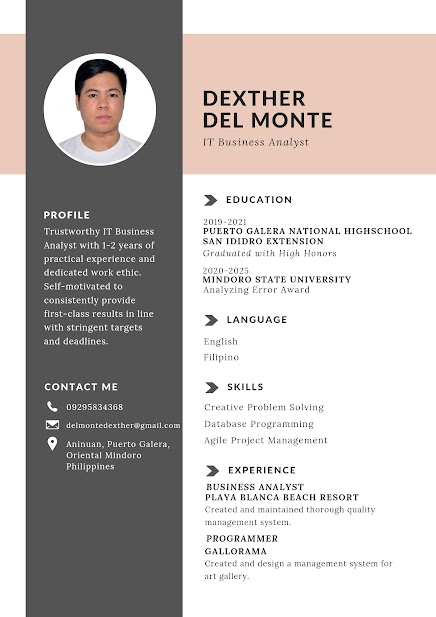 DEXTHER
DEL MONTE
IT Business Analyst
PROFILE
Trustworthy IT Business
Analyst with 1-2 years of
practical experience and
dedicated work ethic.
Self-motivated to
consistently provide
first-class results in line
with stringent targets
and deadlines.
CONTACT ME
09295834368
delmontedexther@gmail.com
Aninuan, Puerto Galera,
Oriental Mindoro
Philippines
EDUCATION
2019-2021
PUERTO GALERA NATIONAL HIGHSCHOOL
SAN IDIDRO EXTENSION
Graduated with High Honors
2020-2025
MINDORO STATE UNIVERSITY
Analyzing Error Award
LANGUAGE
English
Filipino
SKILLS
Creative Problem Solving
Database Programming
Agile Project Management
EXPERIENCE
BUSINESS ANALYST
PLAYA BLANCA BEACH RESORT
Created and maintained thorough quality
management system.
PROGRAMMER
GALLORAMA
Created and design a management system for
art gallery.